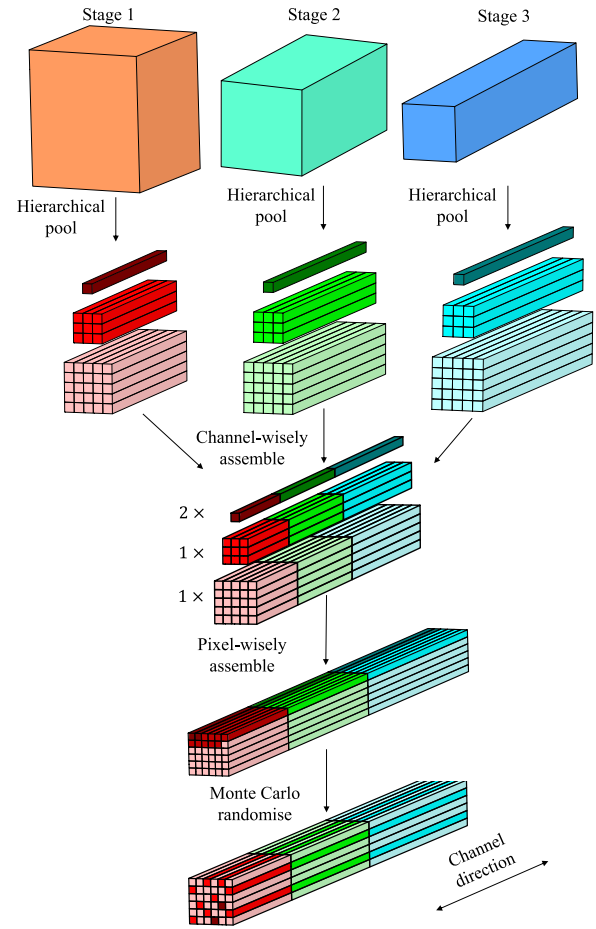 Stage 1
Stage 2
Stage 3
Hierarchical
pool
Hierarchical
pool
Hierarchical
pool
Channel-wisely
assemble
2 ×
1 ×
1 ×
Pixel-wisely
assemble
Monte Carlo
randomise
Channel
direction